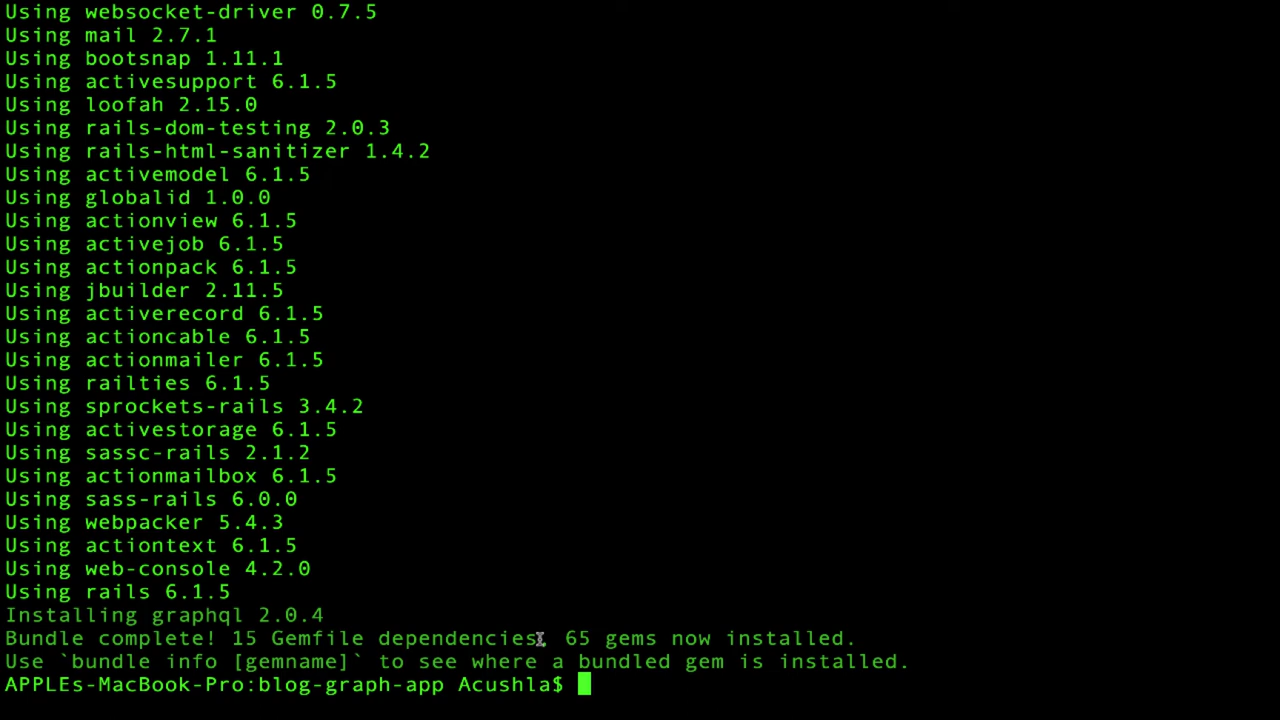 Using websocket-driver 0.7.5
Using mail 2.7.1
Using bootsnap 1.11.1
Using activesupport 6.1.5
Using loofah 2.15.0
Using rails-dom-testing 2.0.3
Using rails-html-sanitizer 1.4.2
Using activemodel 6.1.5
Using globalid 1.0.0
Using actionview 6.1.5
Using activejob 6.1.5
Using actionpack 6.1.5
Using jbuilder 2.11.5
Using activerecord 6.1.5
Using actioncable 6.1.5
Using actionmailer 6.1.5
Using railties 6.1.5
Using sprockets-rails 3.4.2
Using activestorage 6.1.5
Using sassc-rails 2.1.2
Using actionmailbox 6.1.5
Using sass-rails 6.0.0
Using webpacker 5.4.3
Using actiontext 6.1.5
Using web-console 4.2.0
Using rails 6.1.5
Installing graphql 2.0.4
Bundle complete! 15 Gemfile dependencies, 65 gems now installed.
Use `bundle info [gemname]` to see where a bundled gem is installed.
APPLEs-MacBook-Pro:blog-graph-app Acushla$